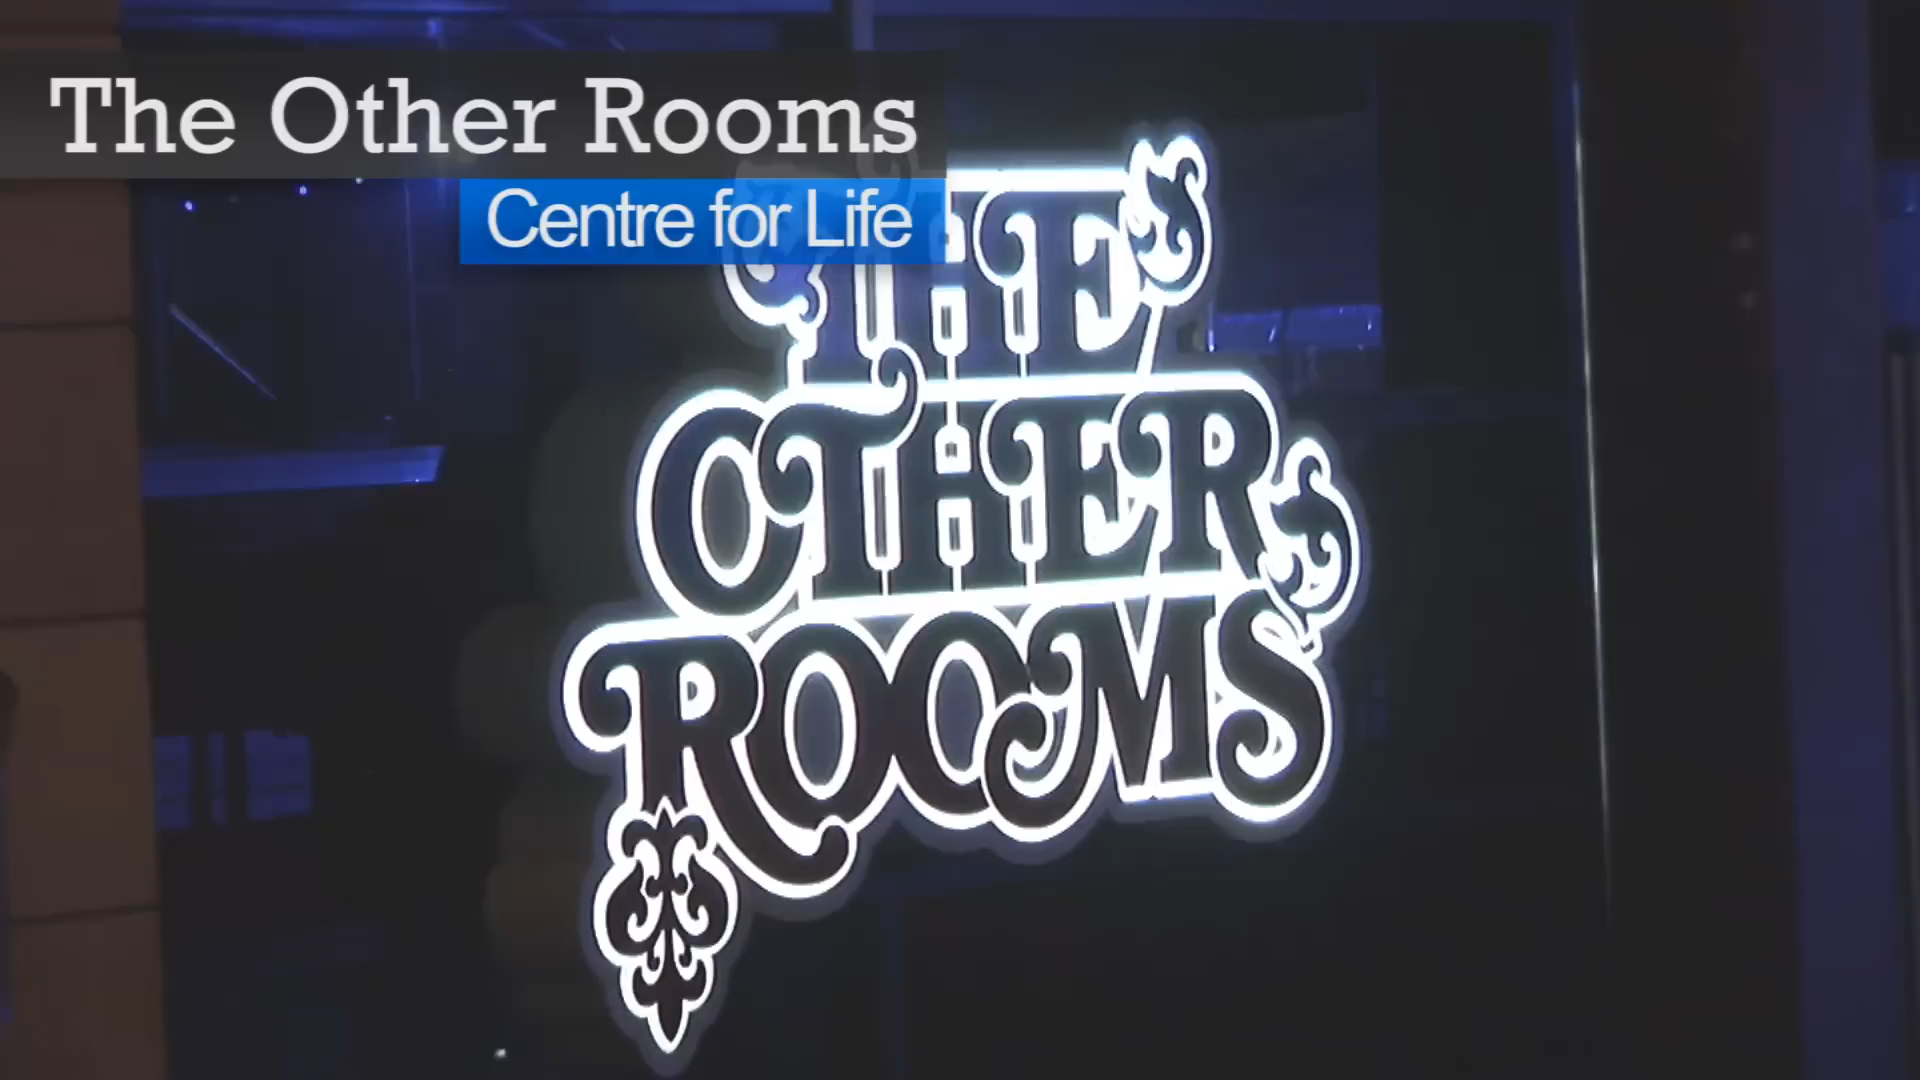 The Other Rooms
Centre for Life
THE
OTHER
ROOMS